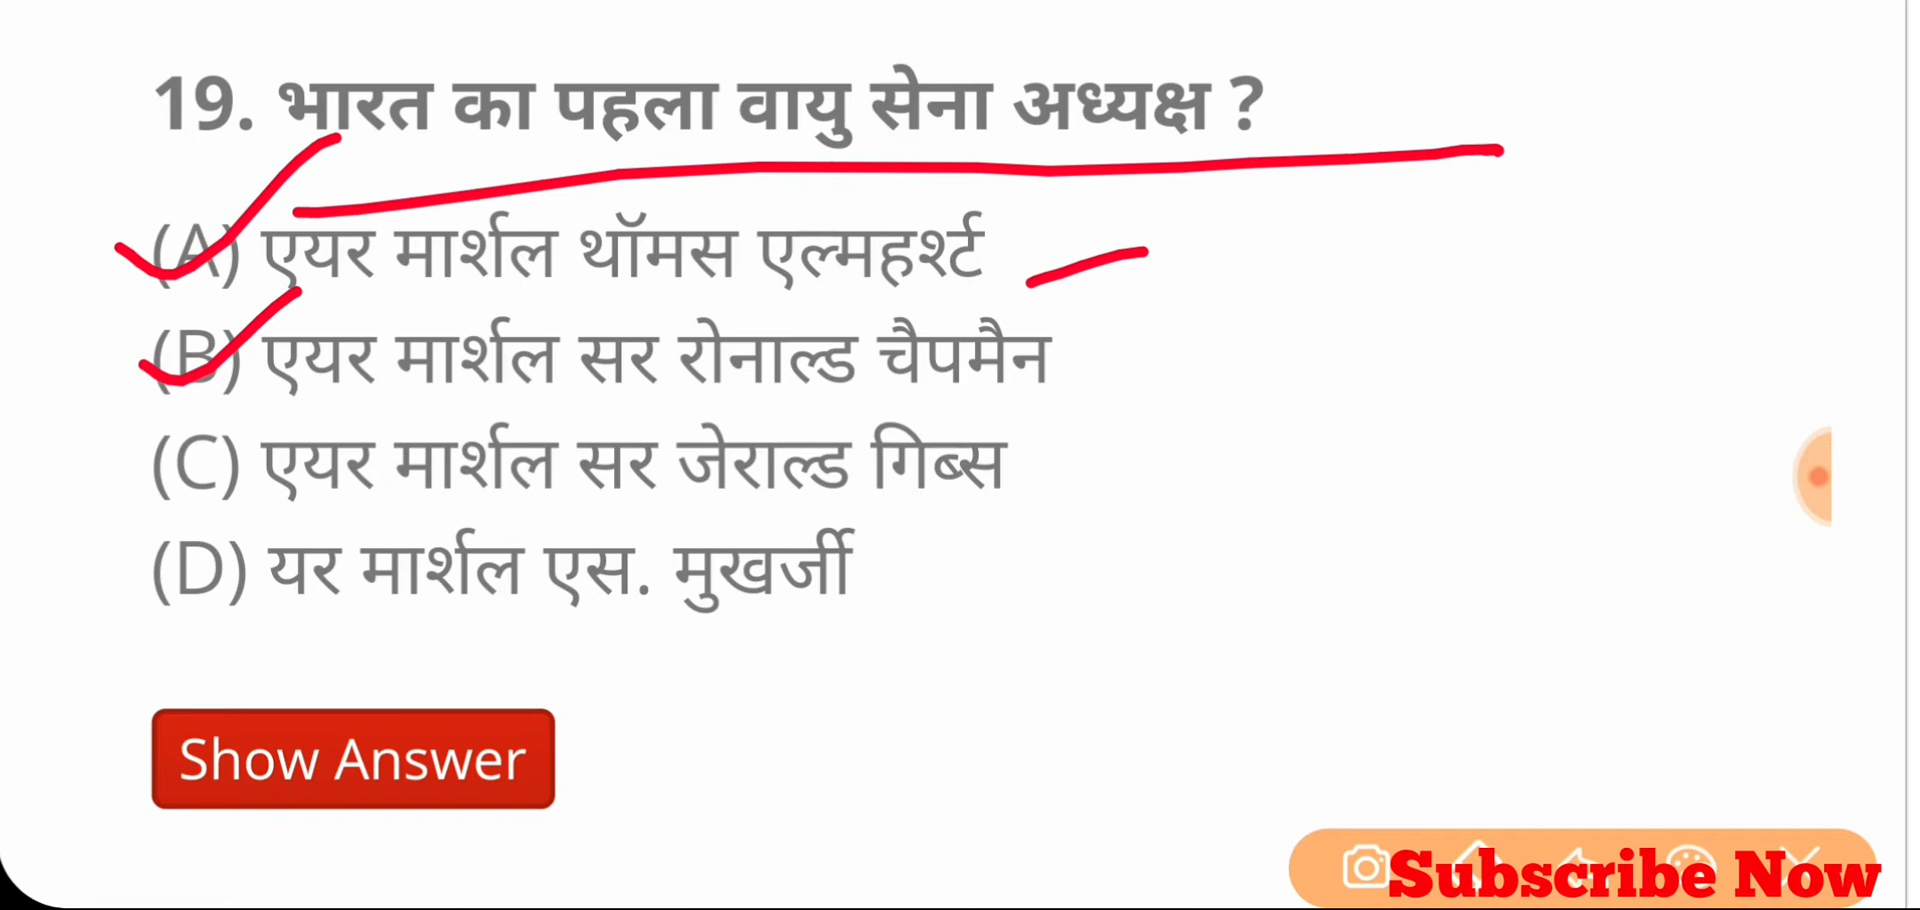 19. भारत का पहला वायु सेना अध्यक्ष ?
(A) एयर मार्शल थॉमस एल्महर्श्ट
(B) एयर मार्शल सर रोनाल्ड चैपमैन
(C) एयर मार्शल सर जेराल्ड गिब्स
(D) यर मार्शल एस. मुखर्जी
Show Answer
Subscribe Now